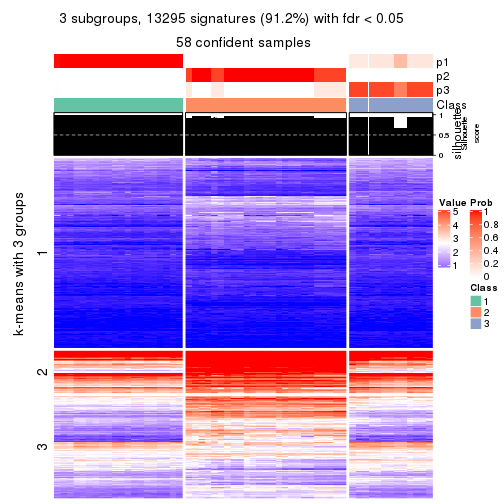 3 subgroups, 13295 signatures (91.2%) with fdr < 0.05
58 confident samples
p1
p2
p3
Class
silhouette
Silhouette
score
1
0.5
0
k-means with 3 groups
1
2
3
Value
5
4
3
2
1
Prob
1
0.8
0.6
0.4
0.2
0
Class
1
2
3